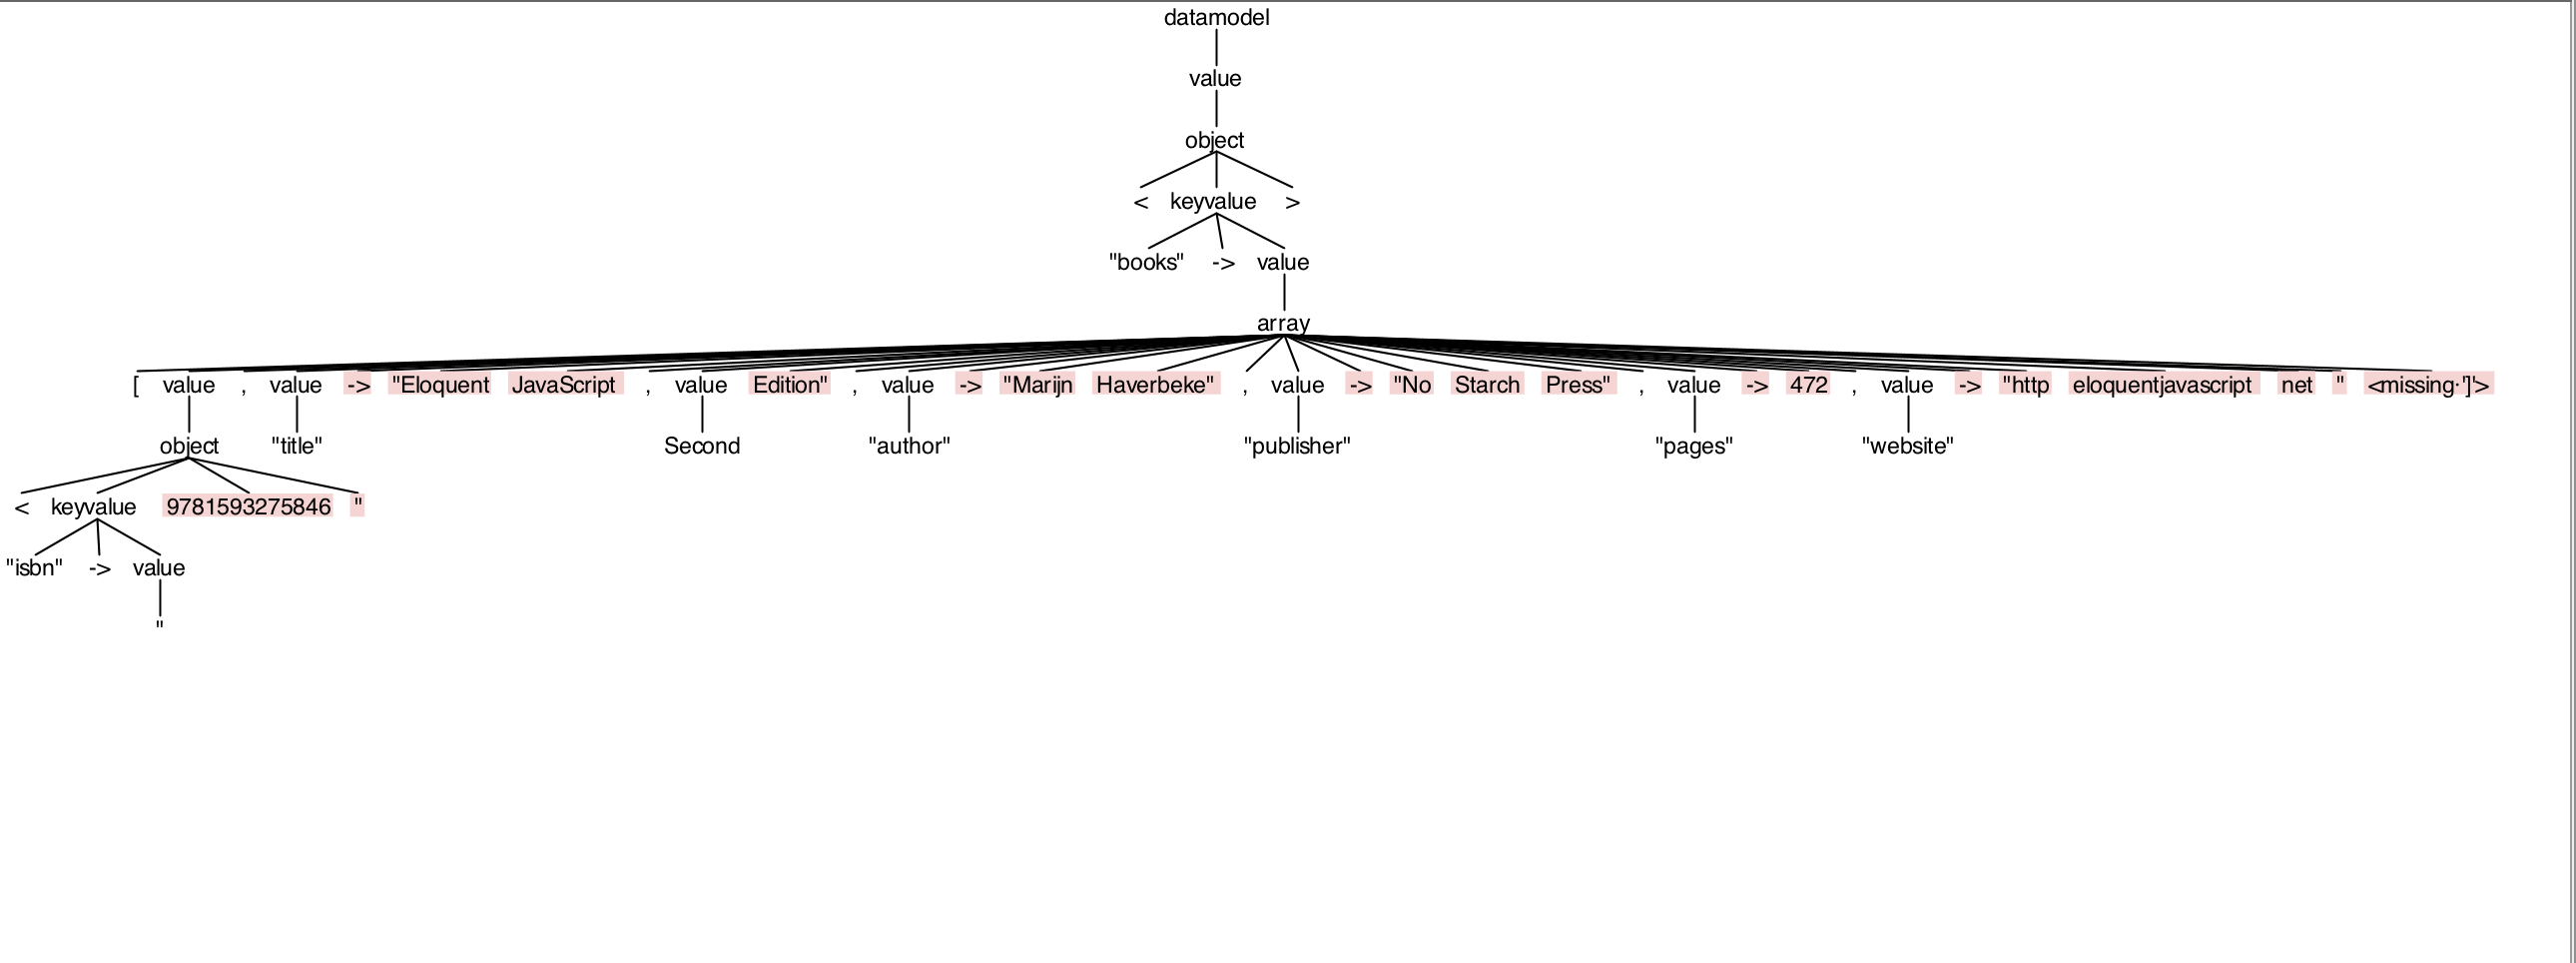 datamodel
value
object
< keyvalue >
"books" -> value
array
[ value , value -> "Eloquent JavaScript , value Edition" , value -> "Marijn Haverbeke" , value -> "No Starch Press" , value -> 472 , value -> "http eloquentjavascript net " <missing·']'>
object "title" Second "author" "publisher" "pages" "website"
< keyvalue 9781593275846 "
"isbn" -> value
"